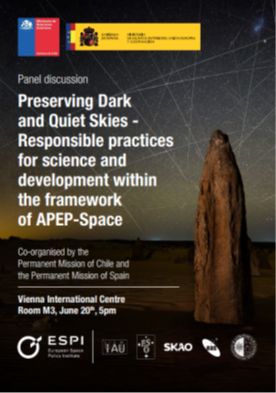 Panel discussion
Preserving Dark
and Quiet Skies -
Responsible practices
for science and
development within
the framework
of APEP-Space
Co-organised by the
Permanent Mission of Chile and
the Permanent Mission of Spain
Vienna International Centre
Room M3, June 20th, 5pm
ESPI
European Space
Policy Institute
IAU
SKAO